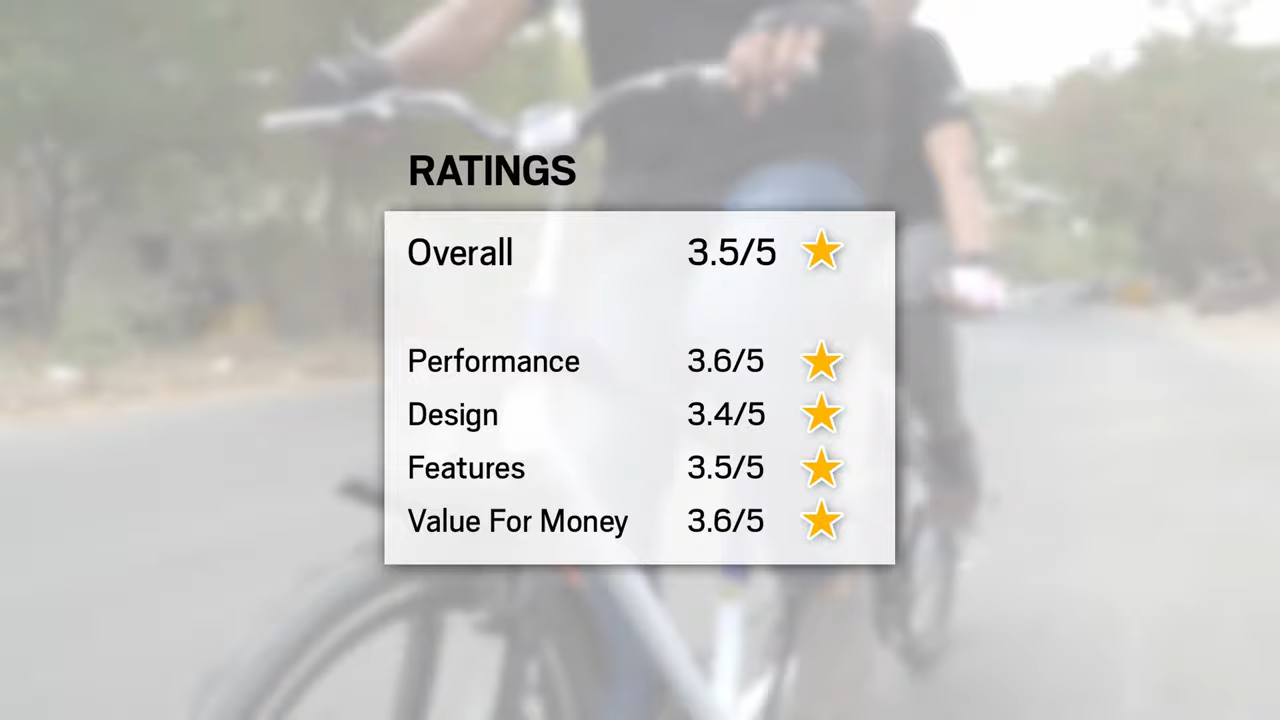 RATINGS
Overall 3.5/5
Performance 3.6/5
Design 3.4/5
Features 3.5/5
Value For Money 3.6/5